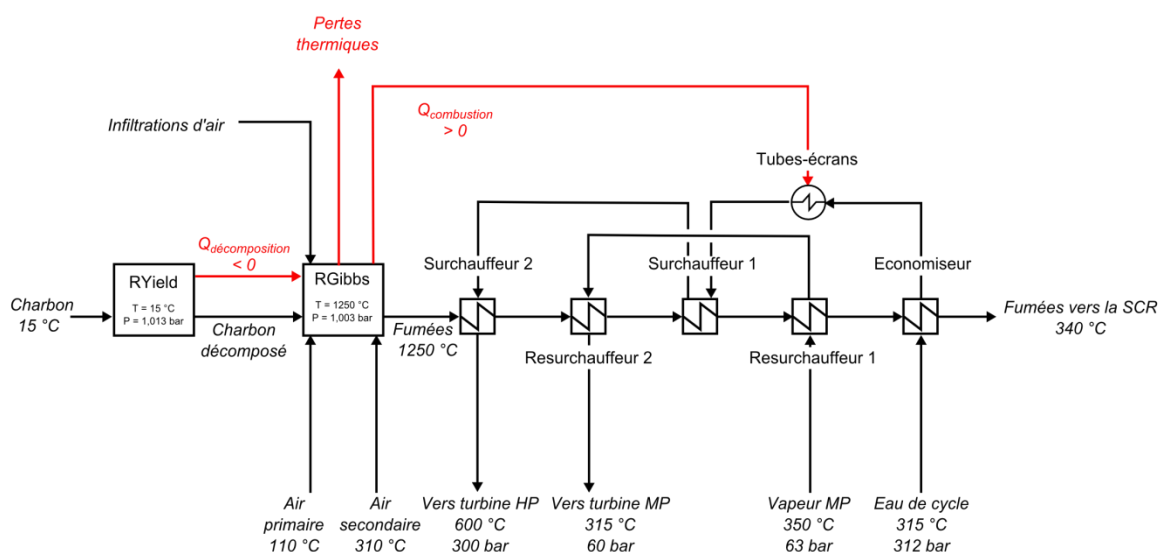 Pertes
thermiques
Infiltrations d'air
Qcombustion
> 0
Tubes-écrans
Qdécomposition
< 0
RYield
T = 15 °C
P = 1,013 bar
RGibbs
T = 1250 °C
P = 1,003 bar
Surchauffeur 2
Surchauffeur 1
Economiseur
Charbon
15 °C
Charbon
décomposé
Fumées
1250 °C
Fumées vers la SCR
340 °C
Resurchauffeur 2
Resurchauffeur 1
Air
primaire
110 °C
Air
secondaire
310 °C
Vers turbine HP
600 °C
300 bar
Vers turbine MP
315 °C
60 bar
Vapeur MP
350 °C
63 bar
Eau de cycle
315 °C
312 bar